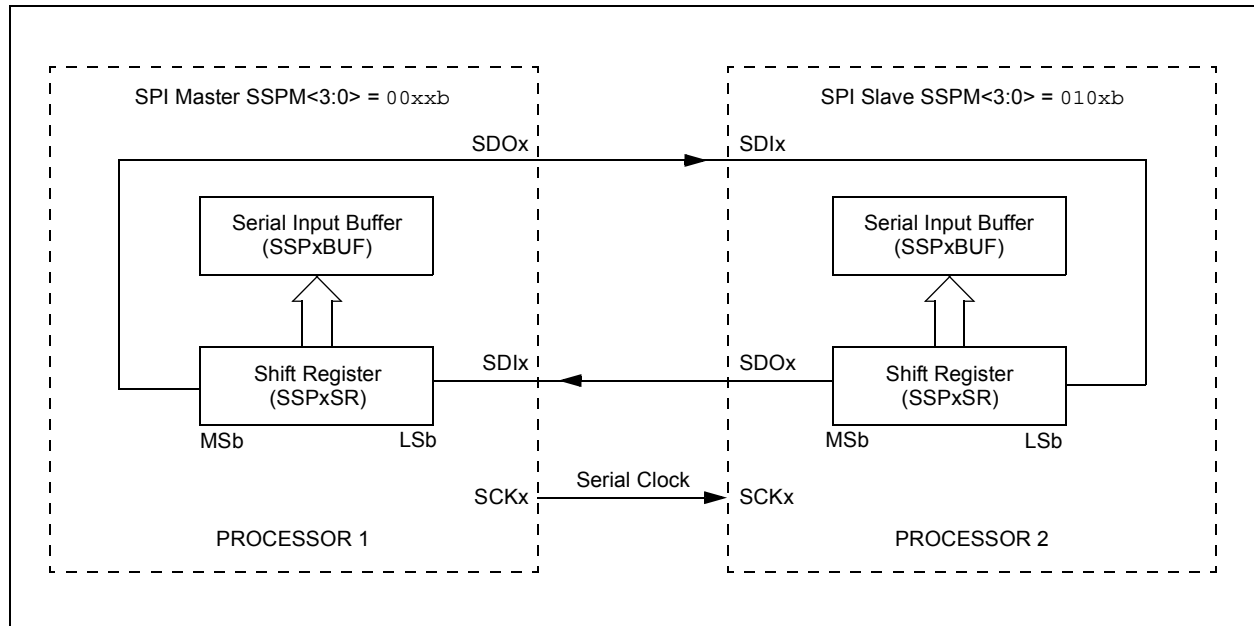 SPI Master SSPM<3:0> = 00xxb
SPI Slave SSPM<3:0> = 010xb
SDOx
SDIx
Serial Input Buffer
(SSPxBUF)
Serial Input Buffer
(SSPxBUF)
SDIx
SDOx
Shift Register
(SSPxSR)
Shift Register
(SSPxSR)
MSb
LSb
MSb
LSb
Serial Clock
SCKx
SCKx
PROCESSOR 1
PROCESSOR 2